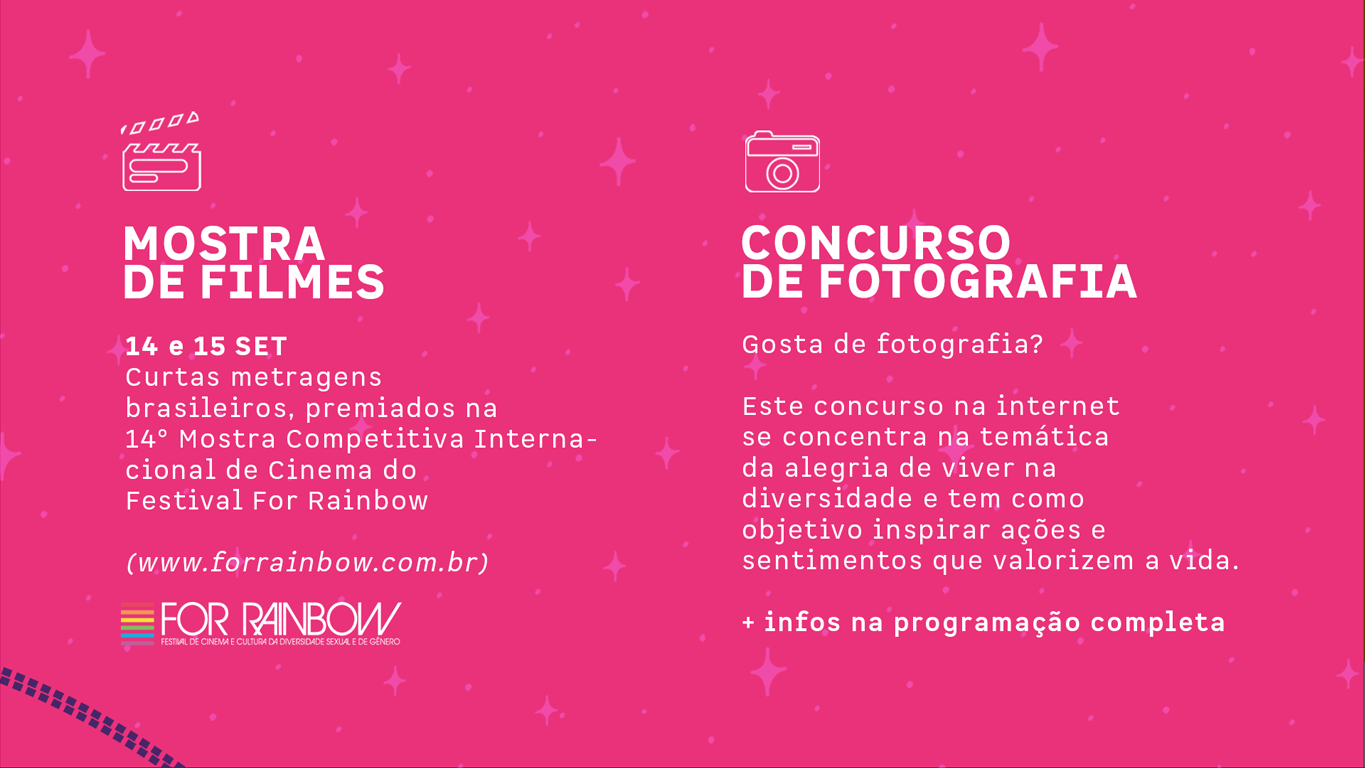 MOSTRA
DE FILMES
14 e 15 SET
Curtas metragens
brasileiros, premiados na
14° Mostra Competitiva Interna-
cional de Cinema do
Festival For Rainbow
(www.forrainbow.com.br)
FOR RAINBOW
FESTIVAL DE CINEMA E CULTURA DA DIVERSIDADE SEXUAL E DE GÊNERO
CONCURSO
DE FOTOGRAFIA
Gosta de fotografia?
Este concurso na internet
se concentra na temática
da alegria de viver na
diversidade e tem como
objetivo inspirar ações e
sentimentos que valorizem a vida.
+ infos na programação completa